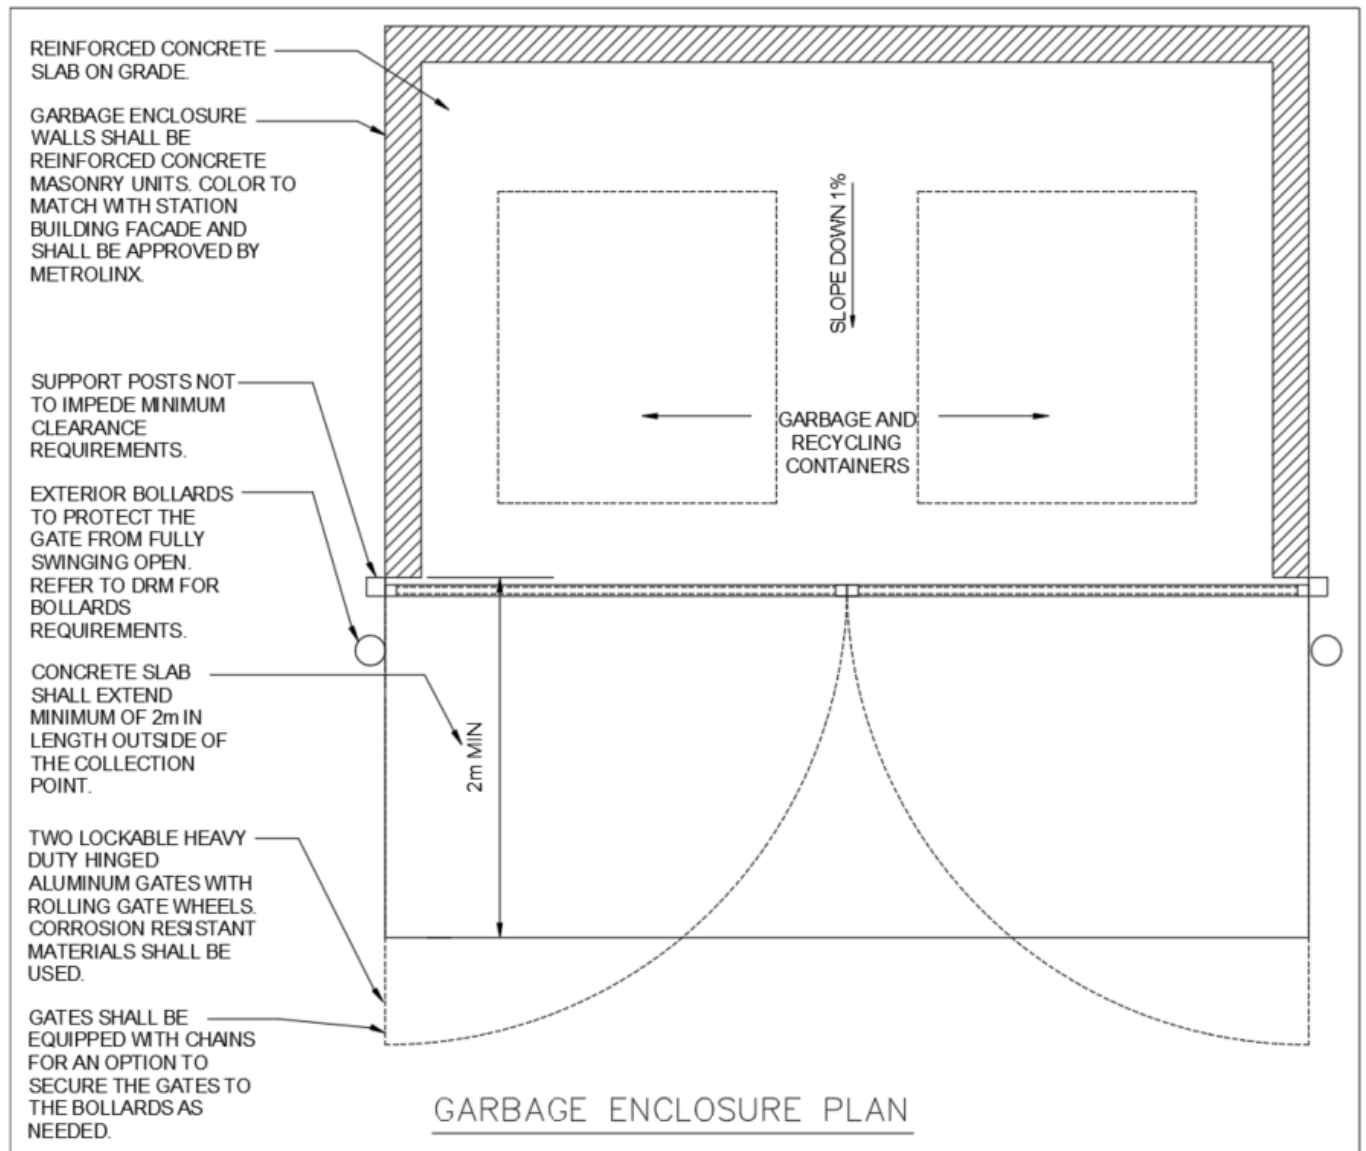 REINFORCED CONCRETE
SLAB ON GRADE.
GARBAGE ENCLOSURE
WALLS SHALL BE
REINFORCED CONCRETE
MASONRY UNITS. COLOR TO
MATCH WITH STATION
BUILDING FACADE AND
SHALL BE APPROVED BY
METROLINX.
SUPPORT POSTS NOT
TO IMPEDE MINIMUM
CLEARANCE
REQUIREMENTS.
EXTERIOR BOLLARDS
TO PROTECT THE
GATE FROM FULLY
SWINGING OPEN.
REFER TO DRM FOR
BOLLARDS
REQUIREMENTS.
CONCRETE SLAB
SHALL EXTEND
MINIMUM OF 2m IN
LENGTH OUTSIDE OF
THE COLLECTION
POINT.
TWO LOCKABLE HEAVY
DUTY HINGED
ALUMINUM GATES WITH
ROLLING GATE WHEELS.
CORROSION RESISTANT
MATERIALS SHALL BE
USED.
GATES SHALL BE
EQUIPPED WITH CHAINS
FOR AN OPTION TO
SECURE THE GATES TO
THE BOLLARDS AS
NEEDED.
SLOPE DOWN 1%
GARBAGE AND
RECYCLING
CONTAINERS
2m MIN
GARBAGE ENCLOSURE PLAN